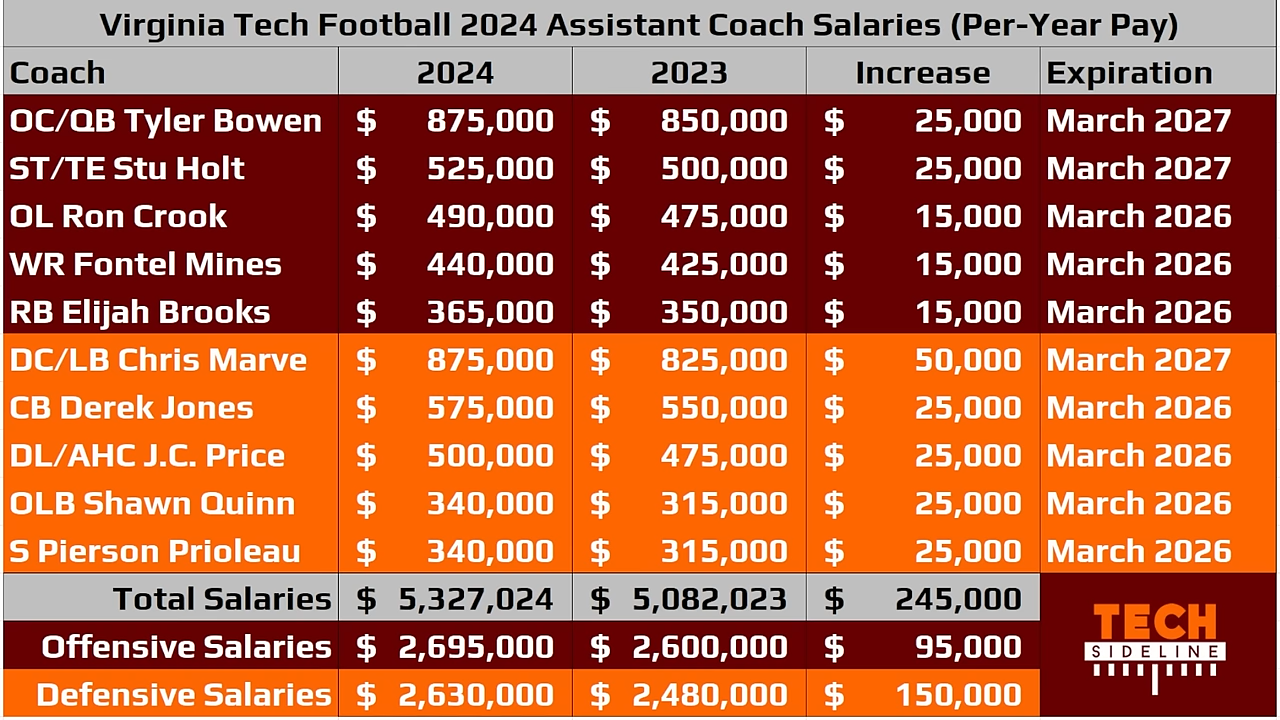 Virginia Tech Football 2024 Assistant Coach Salaries (Per-Year Pay)
Coach 2024 2023 Increase Expiration
OC/QB Tyler Bowen $ 875,000 $ 850,000 $ 25,000 March 2027
ST/TE Stu Holt $ 525,000 $ 500,000 $ 25,000 March 2027
OL Ron Crook $ 490,000 $ 475,000 $ 15,000 March 2026
WR Fontel Mines $ 440,000 $ 425,000 $ 15,000 March 2026
RB Elijah Brooks $ 365,000 $ 350,000 $ 15,000 March 2026
DC/LB Chris Marve $ 875,000 $ 825,000 $ 50,000 March 2027
CB Derek Jones $ 575,000 $ 550,000 $ 25,000 March 2026
DL/AHC J.C. Price $ 500,000 $ 475,000 $ 25,000 March 2026
OLB Shawn Quinn $ 340,000 $ 315,000 $ 25,000 March 2026
S Pierson Prioleau $ 340,000 $ 315,000 $ 25,000 March 2026
Total Salaries $ 5,327,024 $ 5,082,023 $ 245,000
Offensive Salaries $ 2,695,000 $ 2,600,000 $ 95,000
Defensive Salaries $ 2,630,000 $ 2,480,000 $ 150,000
TECH
SIDELINE